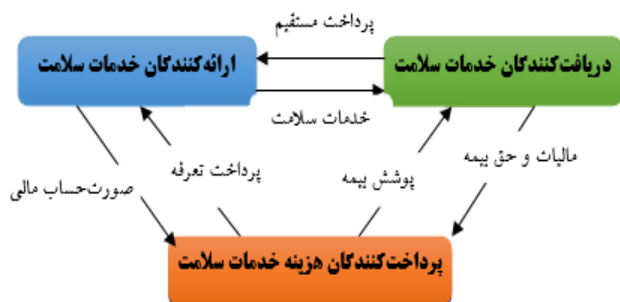 پرداخت مستقیم
دریافت‌کنندگان خدمات سلامت
ارائه‌کنندگان خدمات سلامت
خدمات سلامت
مالیات و حق بیمه
پوشش بیمه
پرداخت تعرفه
صورت‌حساب مالی
پرداخت‌کنندگان هزینه خدمات سلامت